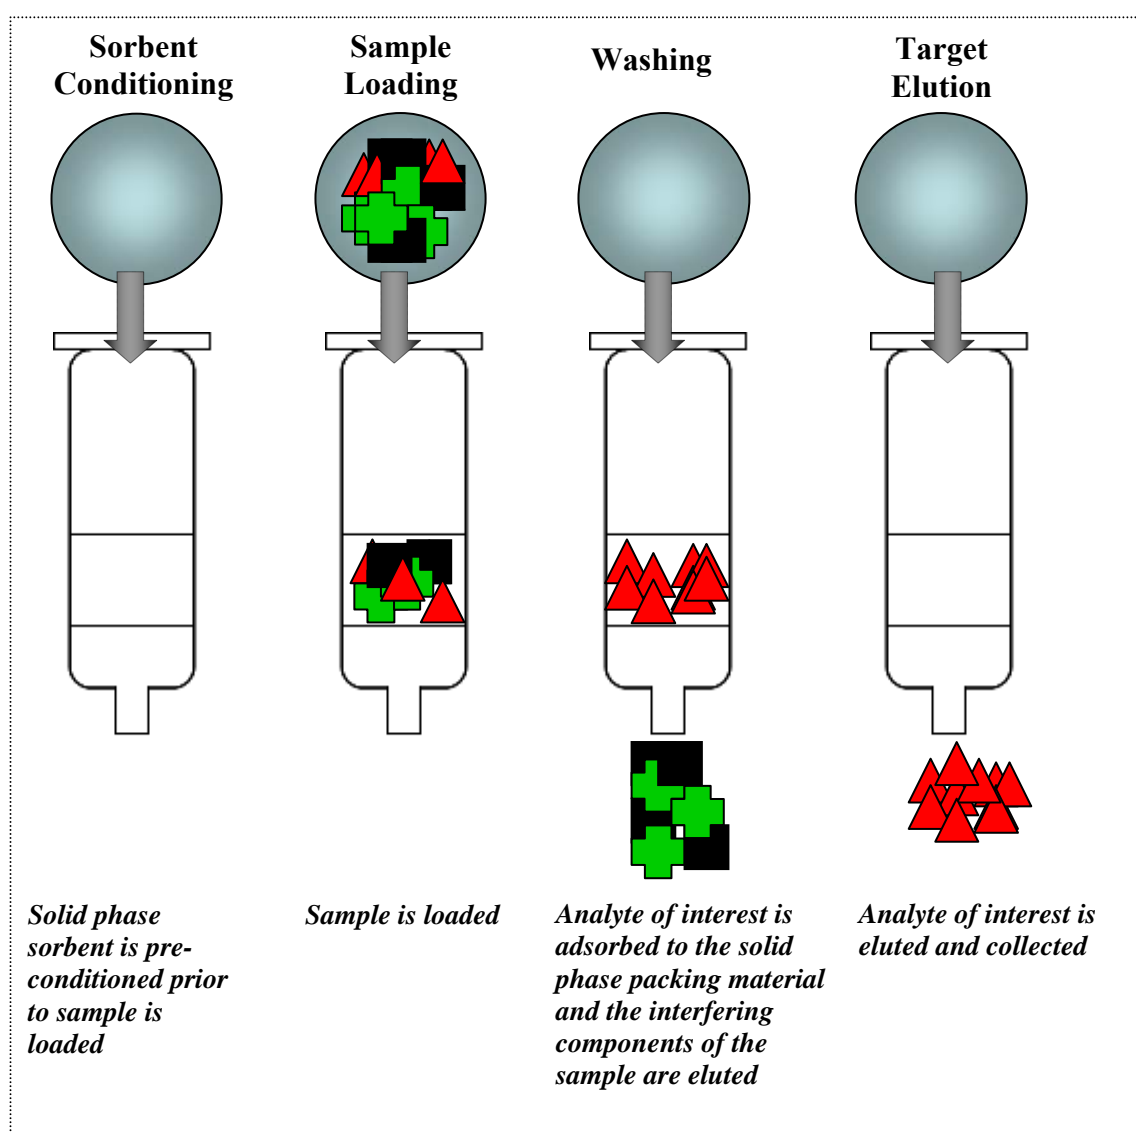 Sorbent
Conditioning
Sample
Loading
Washing
Target
Elution
Solid phase
sorbent is pre-
conditioned prior
to sample is
loaded
Sample is loaded
Analyte of interest is
adsorbed to the solid
phase packing material
and the interfering
components of the
sample are eluted
Analyte of interest is
eluted and collected